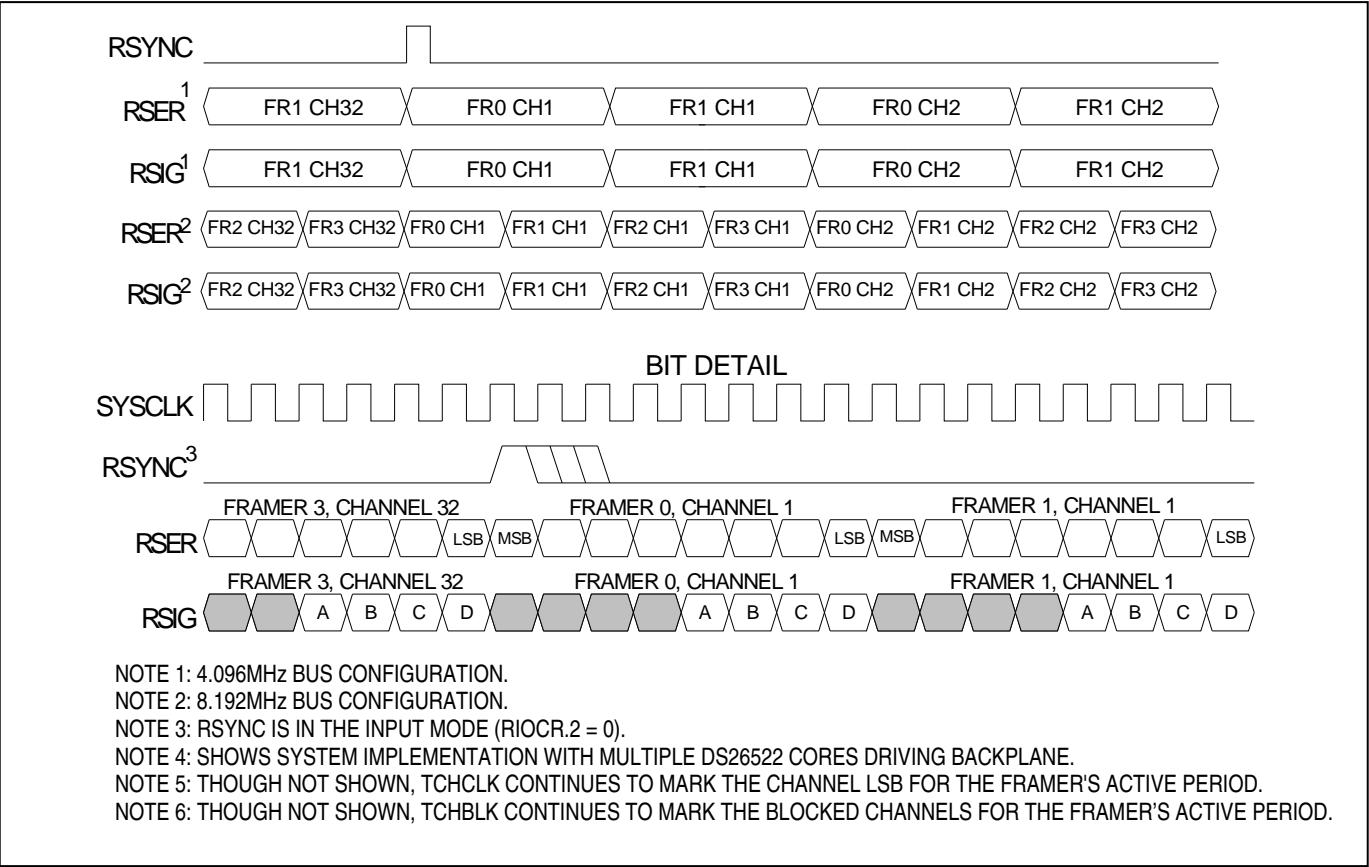 RSYNC
RSER1 FR1 CH32 FR0 CH1 FR1 CH1 FR0 CH2 FR1 CH2
RSIG1 FR1 CH32 FR0 CH1 FR1 CH1 FR0 CH2 FR1 CH2
RSER2 FR2 CH32 FR3 CH32 FR0 CH1 FR1 CH1 FR2 CH1 FR3 CH1 FR0 CH2 FR1 CH2 FR2 CH2 FR3 CH2
RSIG2 FR2 CH32 FR3 CH32 FR0 CH1 FR1 CH1 FR2 CH1 FR3 CH1 FR0 CH2 FR1 CH2 FR2 CH2 FR3 CH2
BIT DETAIL
SYSCLK
RSYNC3
FRAMER 3, CHANNEL 32 FRAMER 0, CHANNEL 1 FRAMER 1, CHANNEL 1
RSER LSB MSB LSB MSB LSB
FRAMER 3, CHANNEL 32 FRAMER 0, CHANNEL 1 FRAMER 1, CHANNEL 1
RSIG A B C D A B C D A B C D
NOTE 1: 4.096MHz BUS CONFIGURATION.
NOTE 2: 8.192MHz BUS CONFIGURATION.
NOTE 3: RSYNC IS IN THE INPUT MODE (RIOCR.2 = 0).
NOTE 4: SHOWS SYSTEM IMPLEMENTATION WITH MULTIPLE DS26522 CORES DRIVING BACKPLANE.
NOTE 5: THOUGH NOT SHOWN, TCHCLK CONTINUES TO MARK THE CHANNEL LSB FOR THE FRAMER'S ACTIVE PERIOD.
NOTE 6: THOUGH NOT SHOWN, TCHBLK CONTINUES TO MARK THE BLOCKED CHANNELS FOR THE FRAMER’S ACTIVE PERIOD.